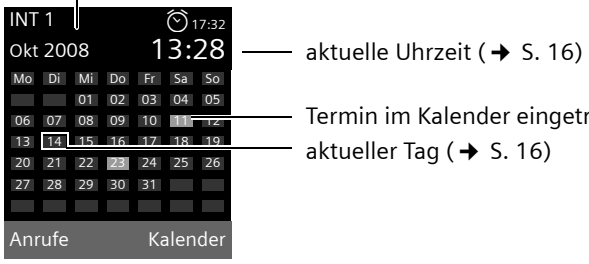 INT 1 17:32
Okt 2008 13:28
aktuelle Uhrzeit (➔ S. 16)
Mo Di Mi Do Fr Sa So
01 02 03 04 05
06 07 08 09 10 11 12
Termin im Kalender eingetr
13 14 15 16 17 18 19
aktueller Tag (➔ S. 16)
20 21 22 23 24 25 26
27 28 29 30 31
Anrufe Kalender